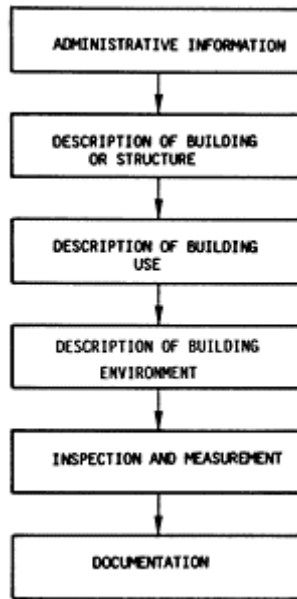 ADMINISTRATIVE INFORMATION
DESCRIPTION OF BUILDING
OR STRUCTURE
DESCRIPTION OF BUILDING
USE
DESCRIPTION OF BUILDING
ENVIRONMENT
INSPECTION AND MEASUREMENT
DOCUMENTATION